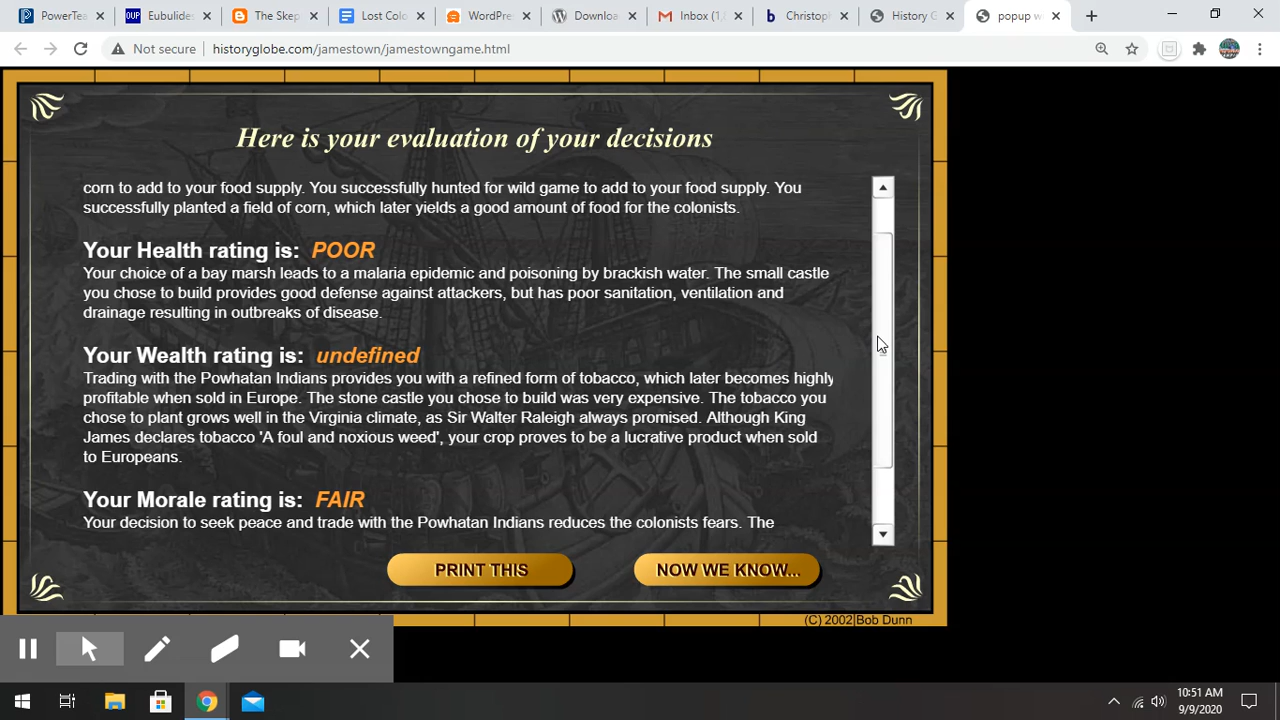 PowerTea
Eubulide
The Skep
Lost Colo
WordPre
Downloa
Inbox (1,
Christop
History G
popup w
Not secure
historyglobe.com/jamestown/jamestowngame.html
Here is your evaluation of your decisions
corn to add to your food supply. You successfully hunted for wild game to add to your food supply. You
successfully planted a field of corn, which later yields a good amount of food for the colonists.
Your Health rating is: POOR
Your choice of a bay marsh leads to a malaria epidemic and poisoning by brackish water. The small castle
you chose to build provides good defense against attackers, but has poor sanitation, ventilation and
drainage resulting in outbreaks of disease.
Your Wealth rating is: undefined
Trading with the Powhatan Indians provides you with a refined form of tobacco, which later becomes highly
profitable when sold in Europe. The stone castle you chose to build was very expensive. The tobacco you
chose to plant grows well in the Virginia climate, as Sir Walter Raleigh always promised. Although King
James declares tobacco 'A foul and noxious weed', your crop proves to be a lucrative product when sold
to Europeans.
Your Morale rating is: FAIR
Your decision to seek peace and trade with the Powhatan Indians reduces the colonists fears. The
PRINT THIS
NOW WE KNOW...
(C) 2002 Bob Dunn
10:51 AM
9/9/2020